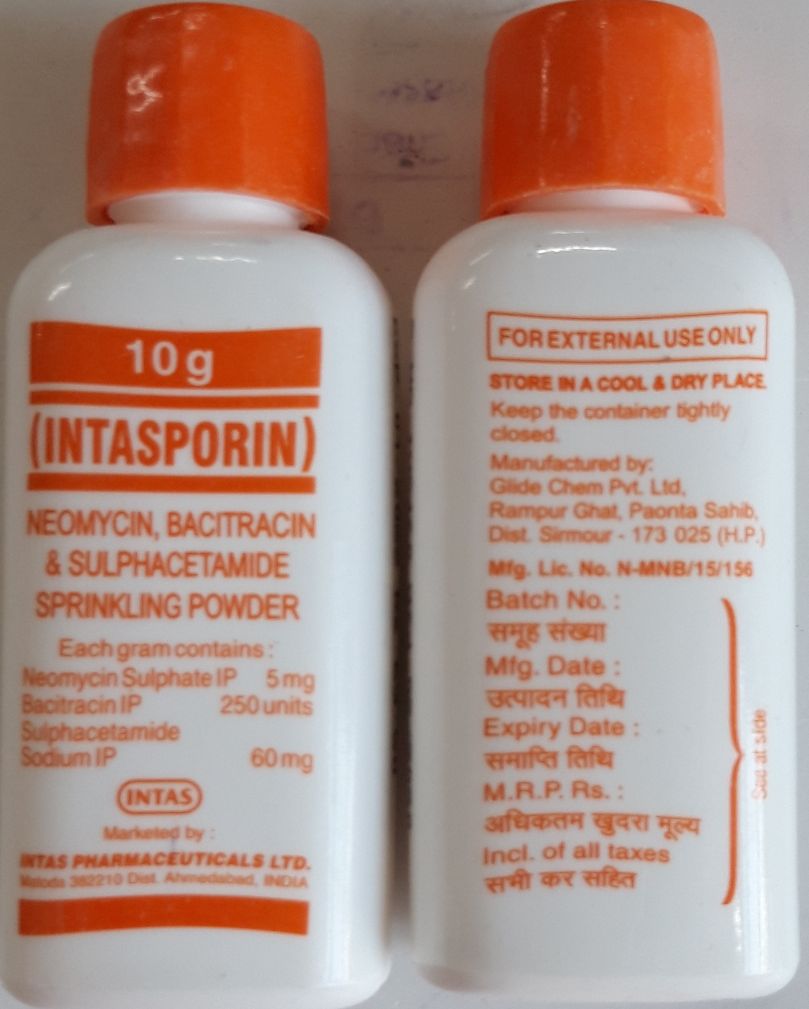 10g
(INTASPORIN)
NEOMYCIN, BACITRACIN
& SULPHACETAMIDE
SPRINKLING POWDER
Each gram contains :
Neomycin Sulphate IP 5 mg
Bacitracin IP 250 units
Sulphacetamide
Sodium IP 60 mg
INTAS
Marketed by :
INTAS PHARMACEUTICALS LTD.
Matoda 382210 Dist. Ahmedabad, INDIA
FOR EXTERNAL USE ONLY
STORE IN A COOL & DRY PLACE.
Keep the container tightly
closed.
Manufactured by:
Glide Chem Pvt. Ltd,
Rampur Ghat, Paonta Sahib,
Dist. Sirmour - 173 025 (H.P.)
Mfg. Lic. No. N-MNB/15/156
Batch No. :
समूह संख्या
Mfg. Date :
उत्पादन तिथि
Expiry Date :
समाप्ति तिथि
M.R.P. Rs. :
अधिकतम खुदरा मूल्य
Incl. of all taxes
सभी कर सहित
See at side